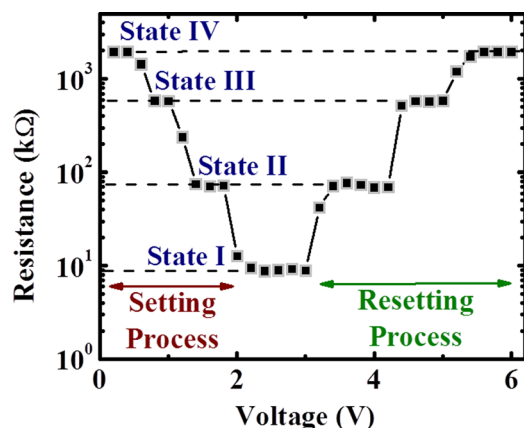 State IV
State III
State II
State I
Setting
Process
Resetting
Process
10³
10²
10¹
10⁰
0
2
4
6
Resistance (kΩ)
Voltage (V)